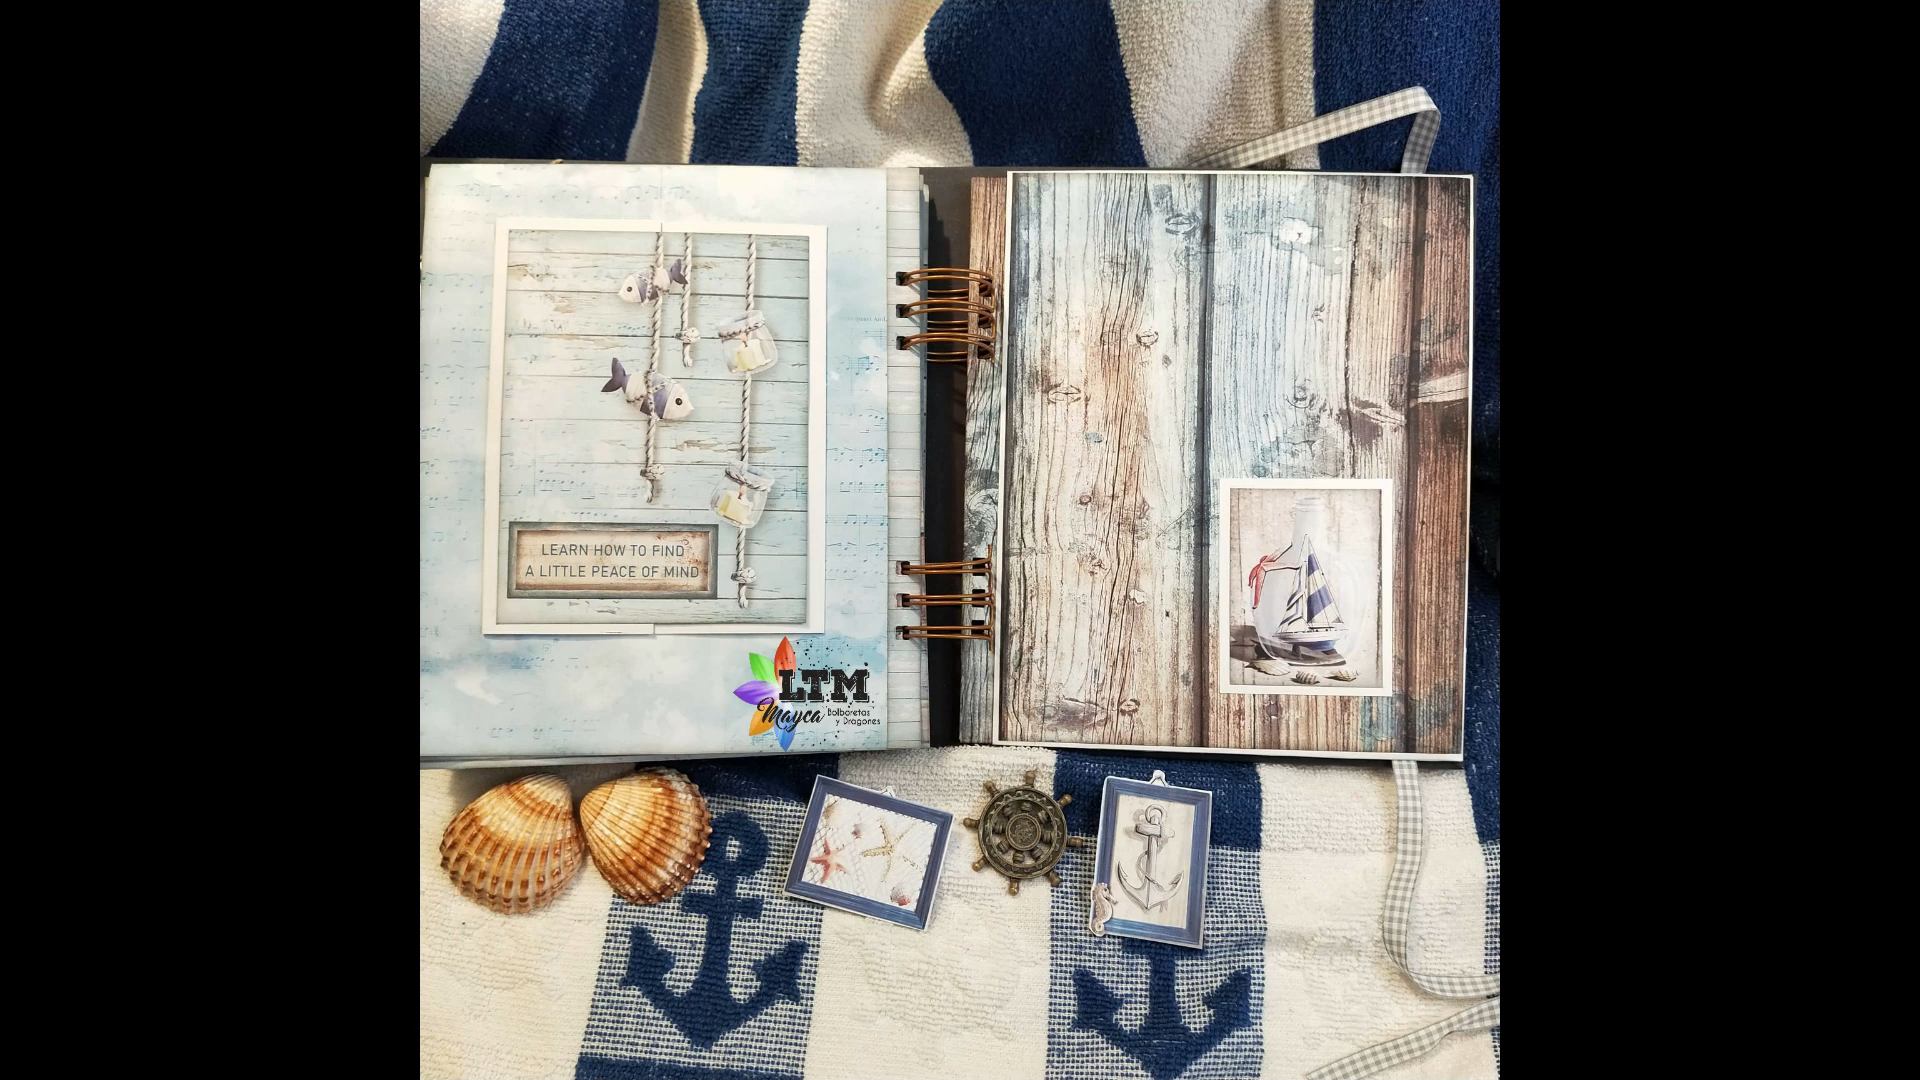 LEARN HOW TO FIND
A LITTLE PEACE OF MIND
LTM
Mayca Bolboretas
y Dragones